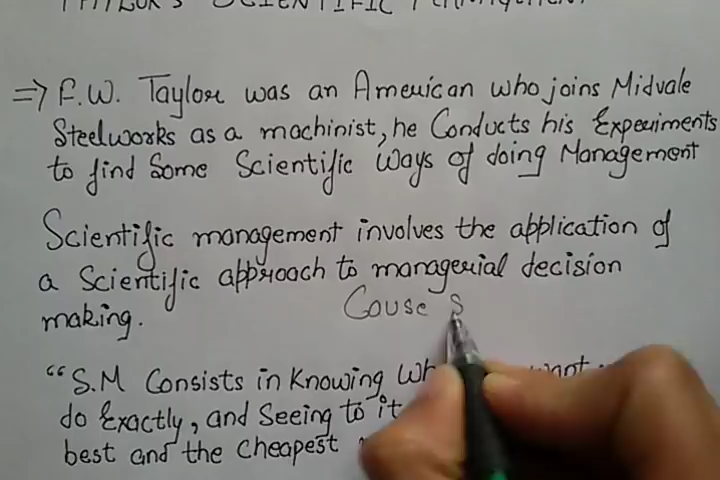 ⇒ F.W. Taylor was an American who joins Midvale
Steelworks as a machinist, he Conducts his Experiments
to find Some Scientific Ways of doing Management
Scientific management involves the application of
a Scientific approach to managerial decision
making.
Couse S
"S.M Consists in Knowing
do Exactly, and Seeing to it
best and the Cheapest